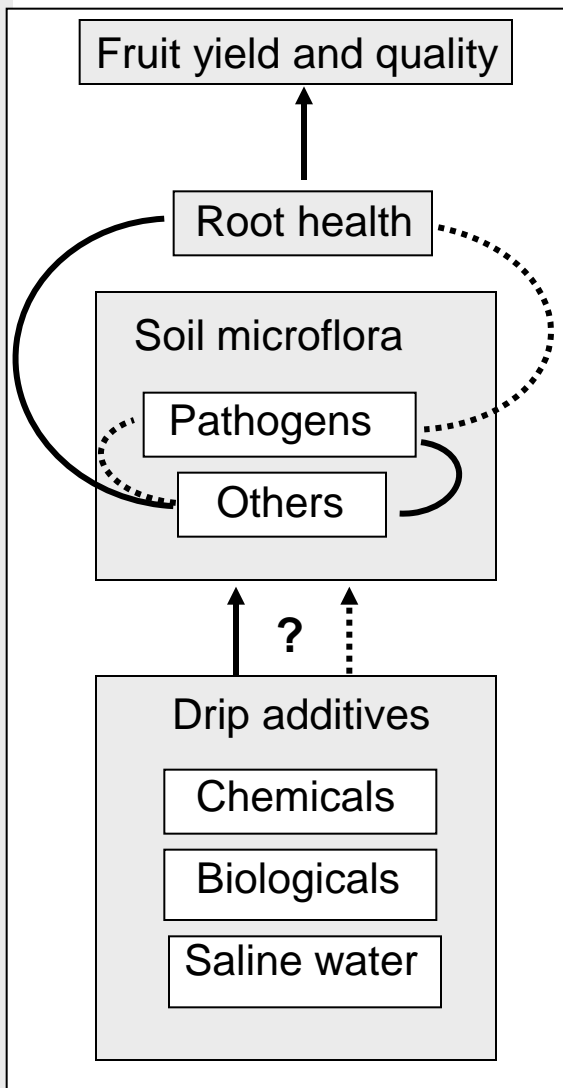 Fruit yield and quality
Root health
Soil microflora
Pathogens
Others
?
Drip additives
Chemicals
Biologicals
Saline water